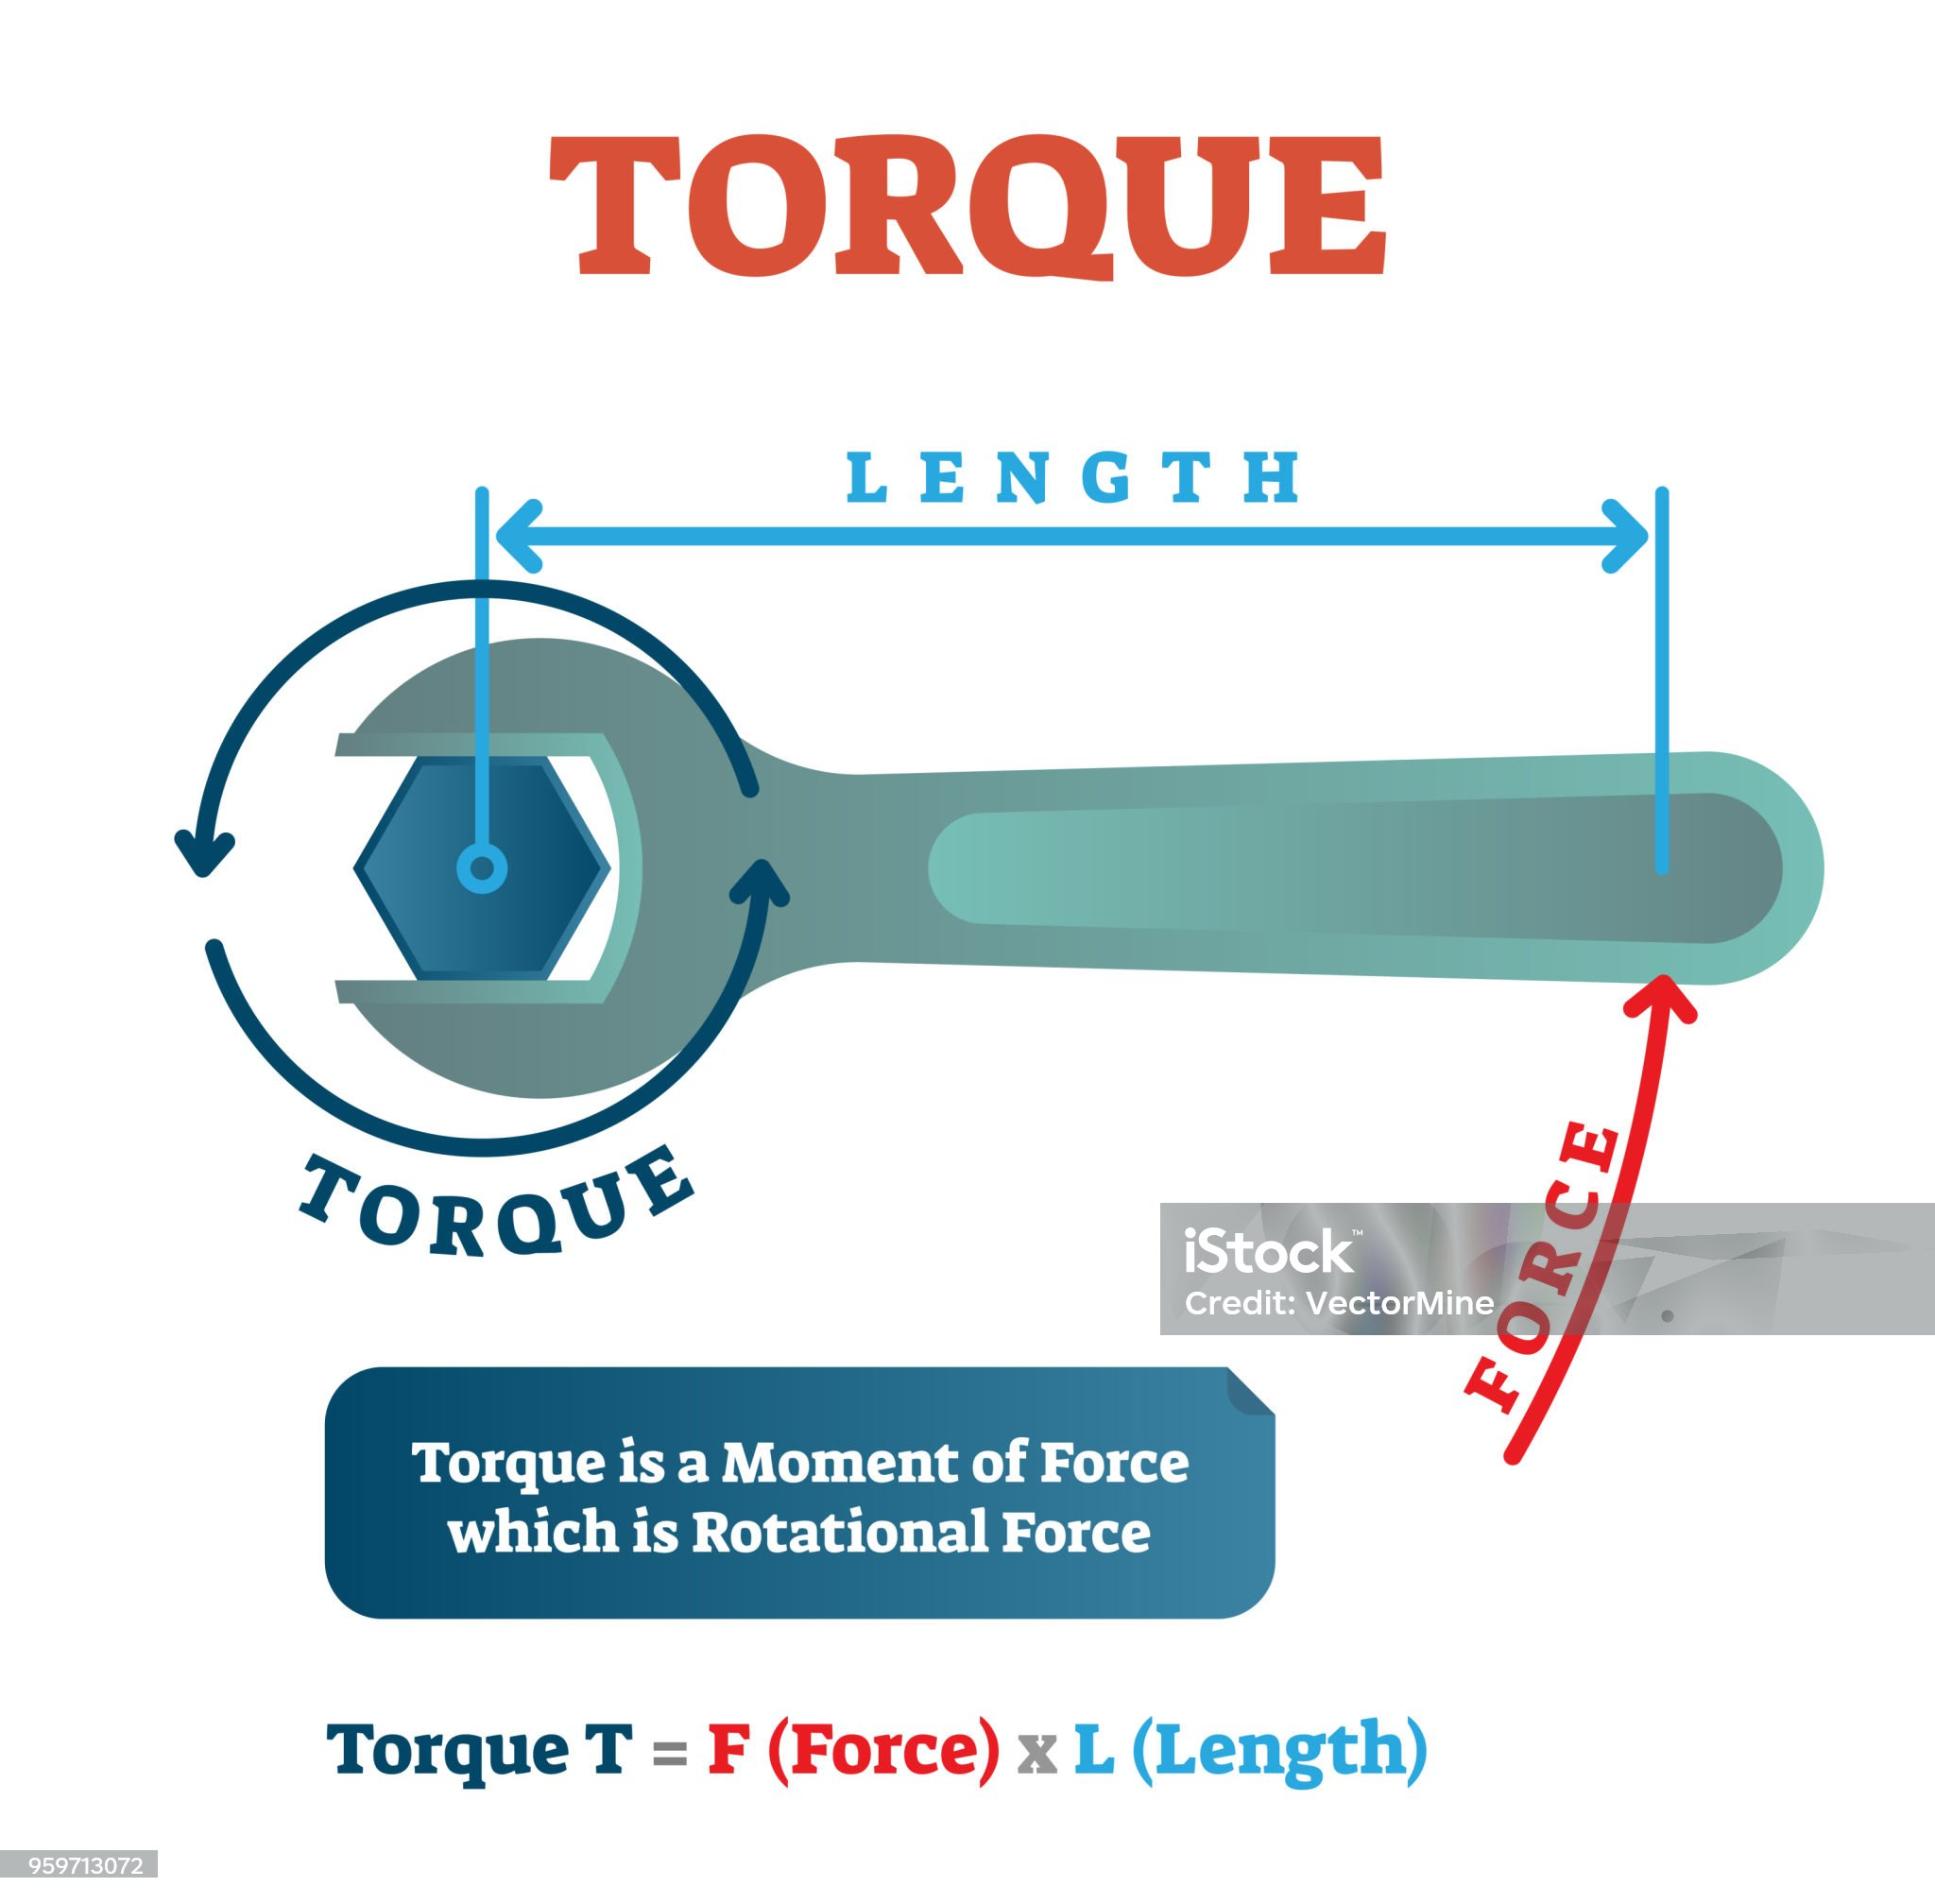 TORQUE
LENGTH
TORQUE
FORCE
iStock™
Credit: VectorMine
Torque is a Moment of Force
which is Rotational Force
Torque T = F (Force) x L (Length)
959713072